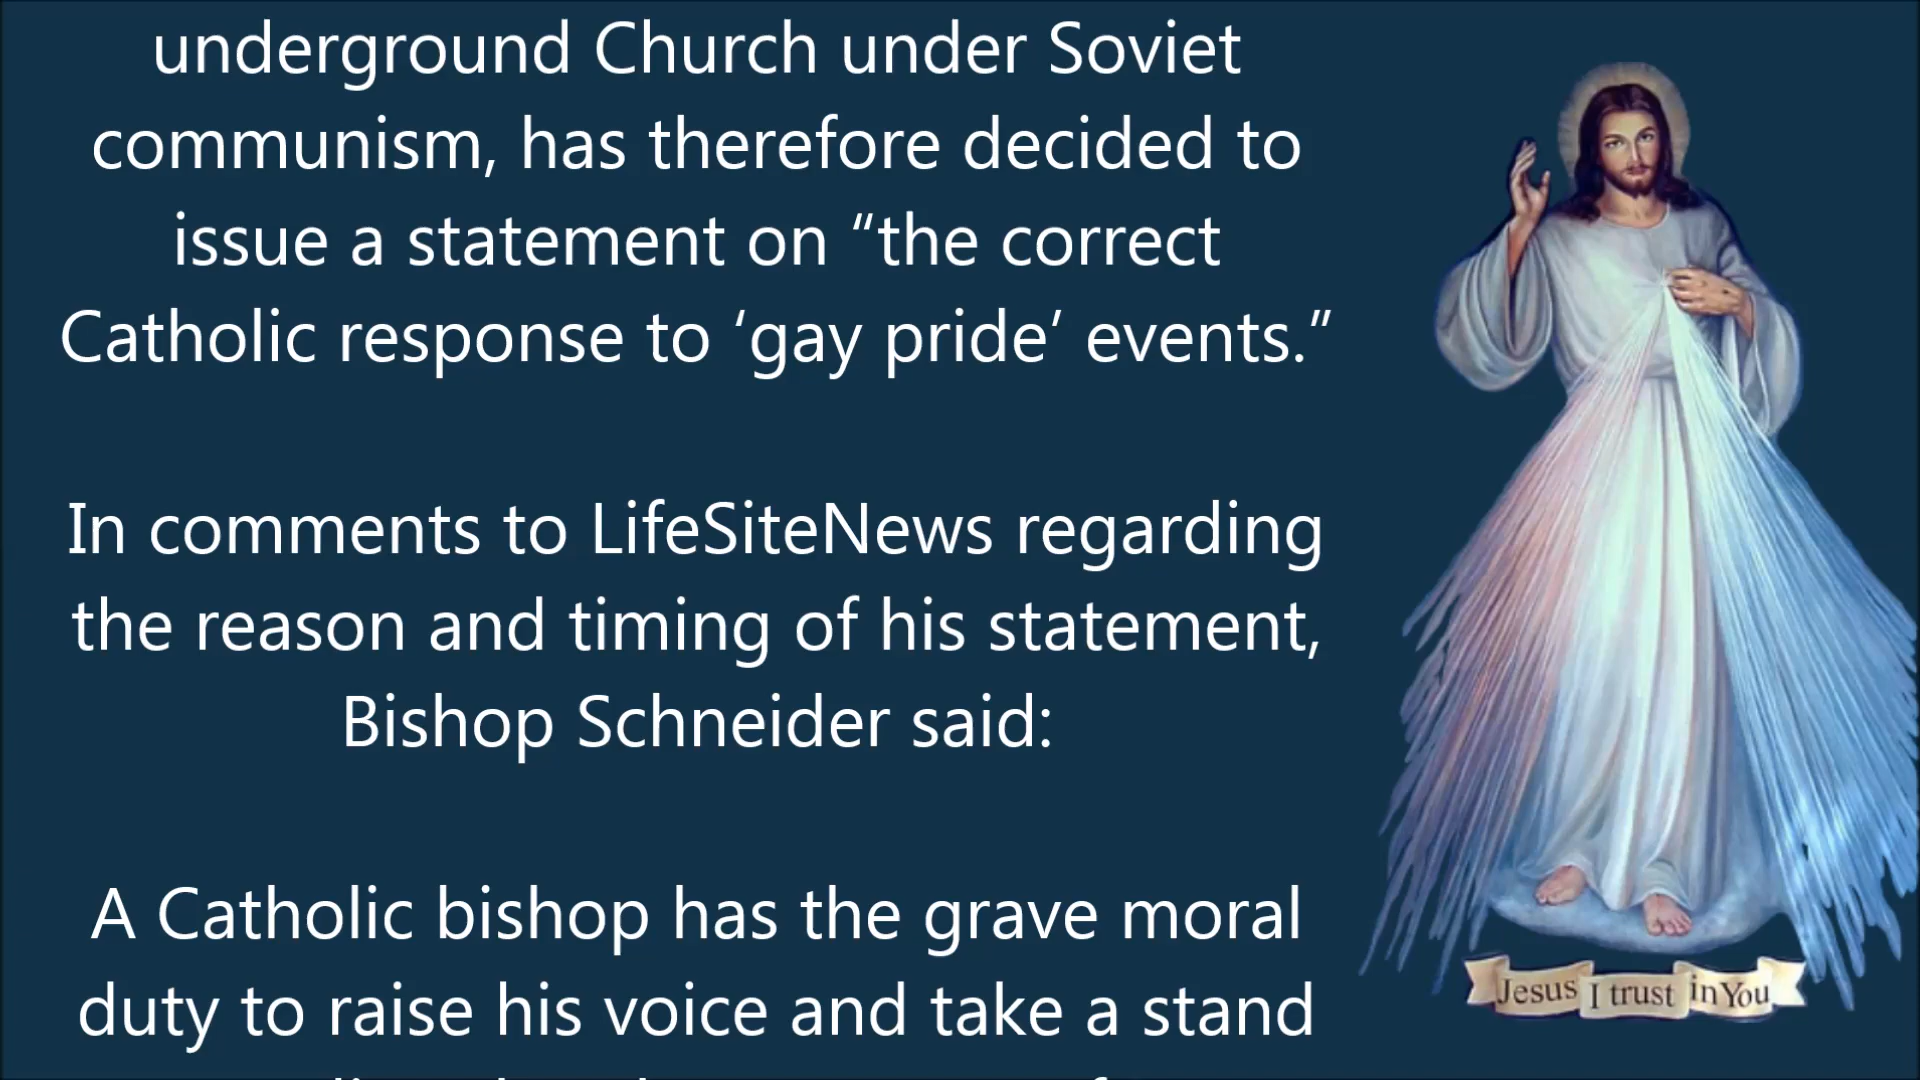 underground Church under Soviet
communism, has therefore decided to
issue a statement on “the correct
Catholic response to ‘gay pride’ events.”
In comments to LifeSiteNews regarding
the reason and timing of his statement,
Bishop Schneider said:
A Catholic bishop has the grave moral
duty to raise his voice and take a stand
Jesus I trust in You